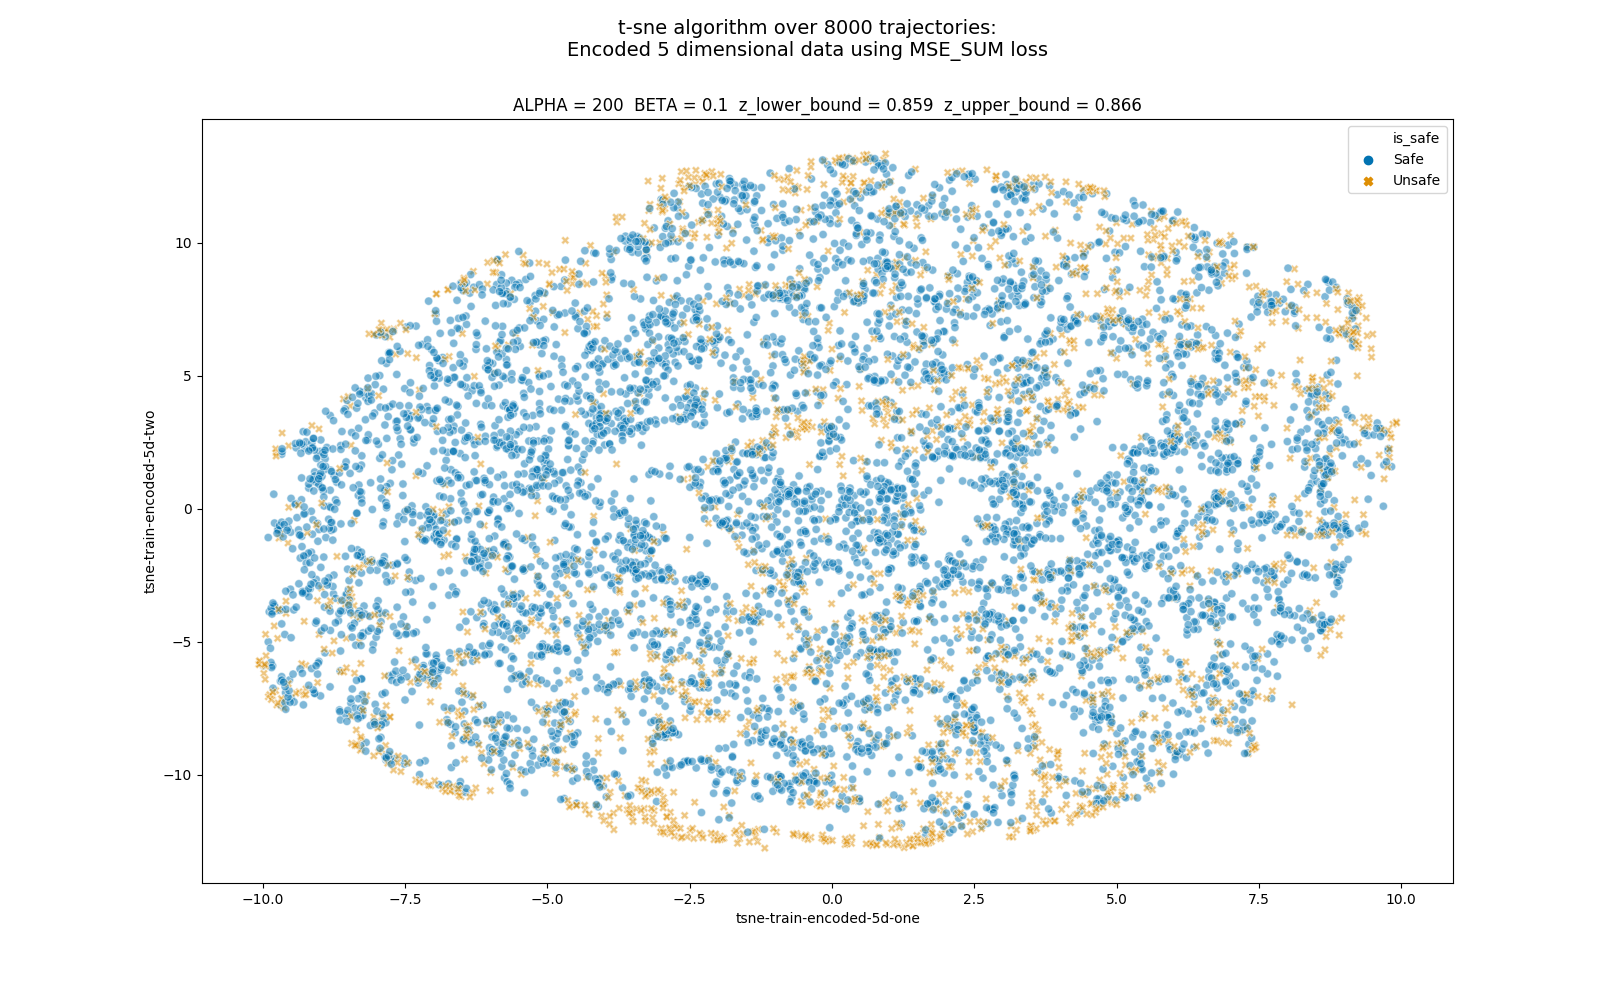 t-sne algorithm over 8000 trajectories:
Encoded 5 dimensional data using MSE_SUM loss
ALPHA = 200  BETA = 0.1  z_lower_bound = 0.859  z_upper_bound = 0.866
is_safe
Safe
Unsafe
tsne-train-encoded-5d-two
10
5
0
−5
−10
−10.0
−7.5
−5.0
−2.5
0.0
2.5
5.0
7.5
10.0
tsne-train-encoded-5d-one